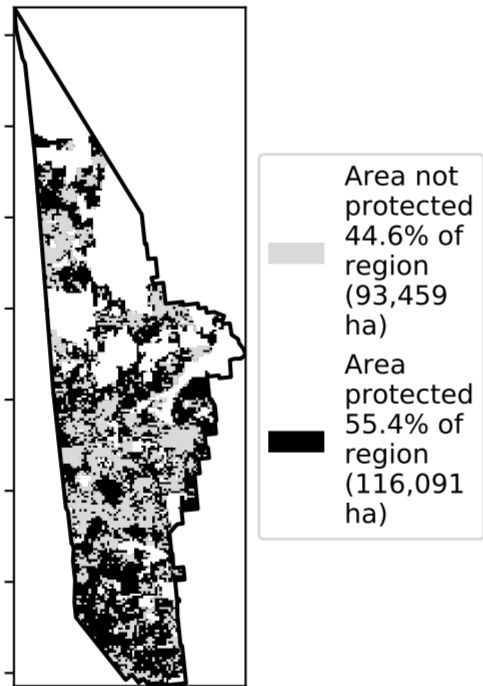 Area not
protected
44.6% of
region
(93,459
ha)
Area
protected
55.4% of
region
(116,091
ha)